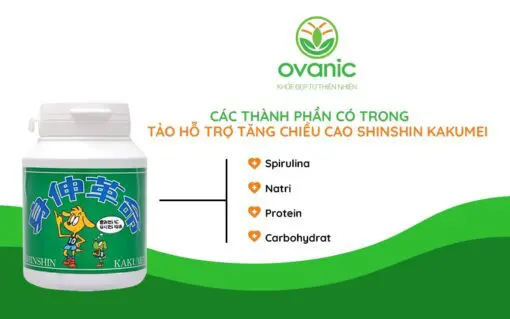 ovanic
KHỎE ĐẸP TỪ THIÊN NHIÊN
CÁC THÀNH PHẦN CÓ TRONG
TẢO HỖ TRỢ TĂNG CHIỀU CAO SHINSHIN KAKUMEI
Spirulina
Natri
Protein
Carbohydrat
身伸革命
SHINSHIN KAKUMEI